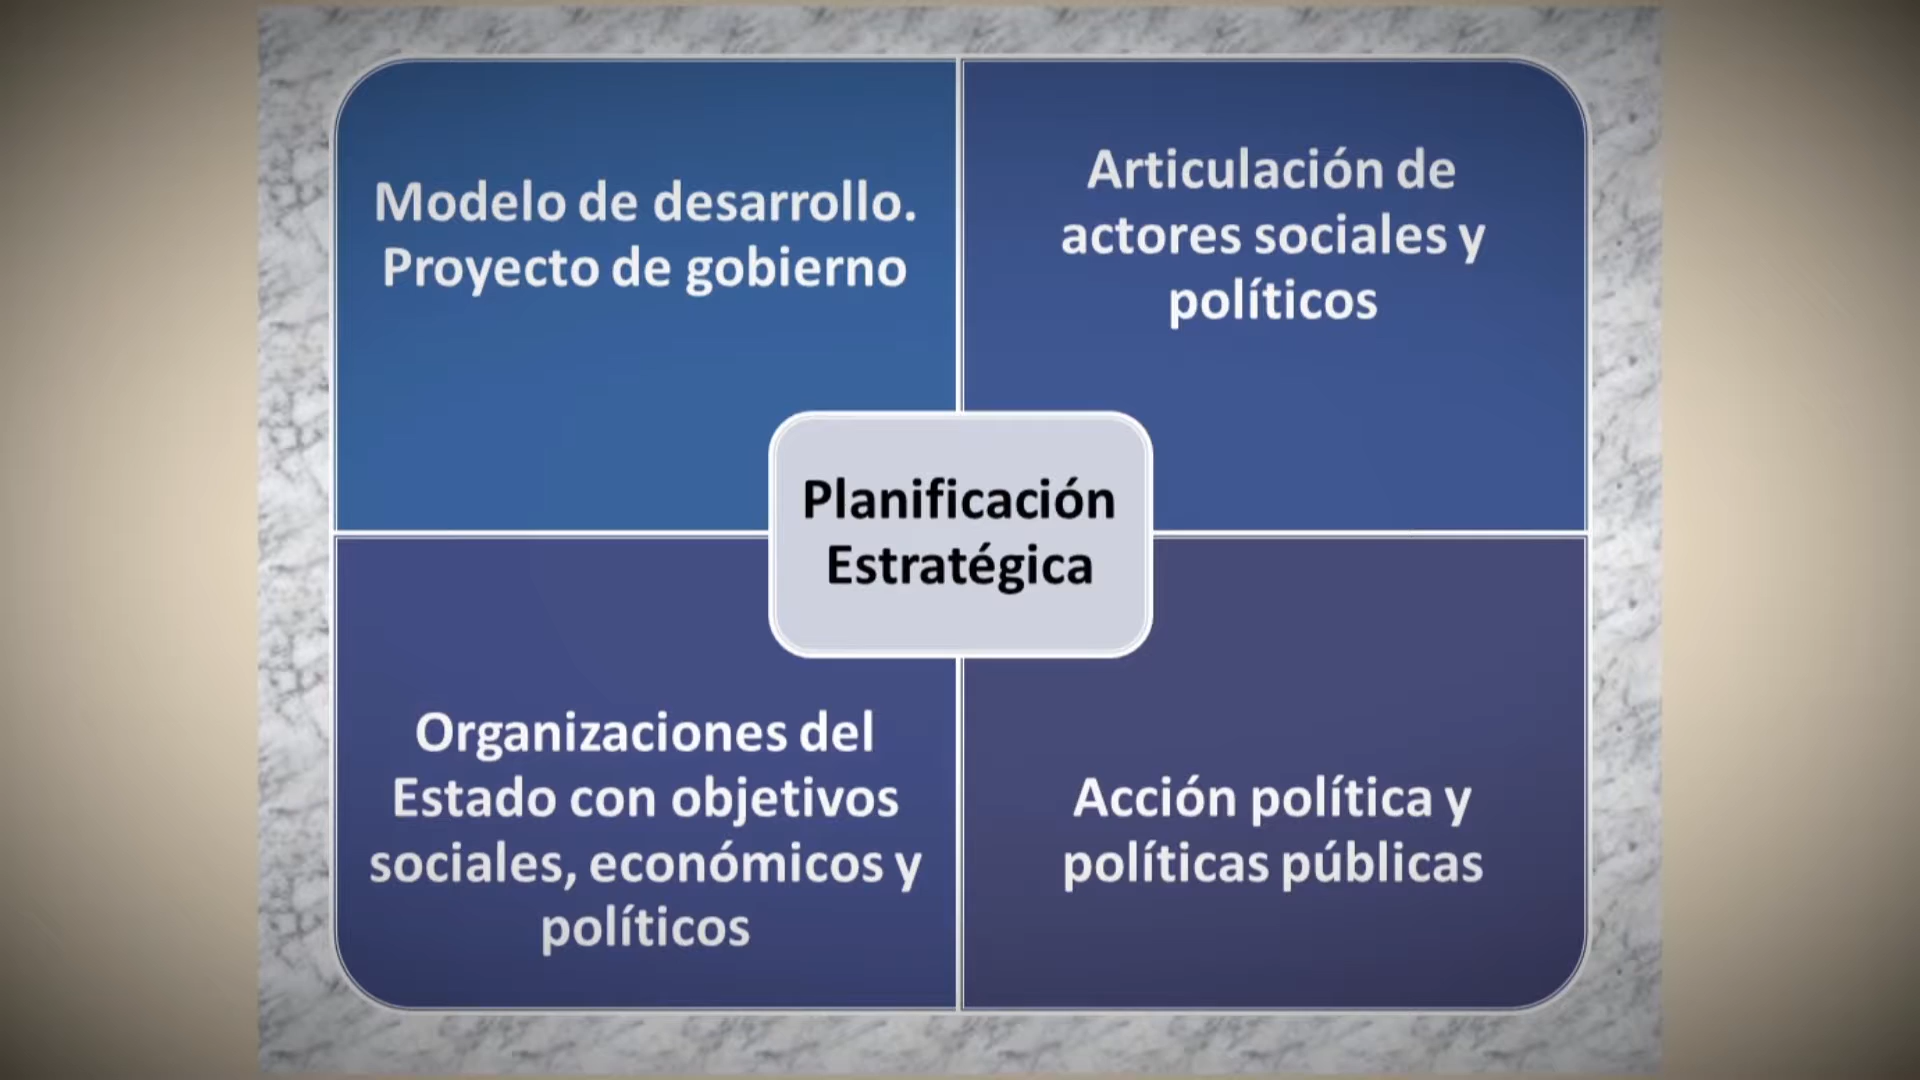 Modelo de desarrollo.
Proyecto de gobierno
Articulación de
actores sociales y
políticos
Planificación
Estratégica
Organizaciones del
Estado con objetivos
sociales, económicos y
políticos
Acción política y
políticas públicas